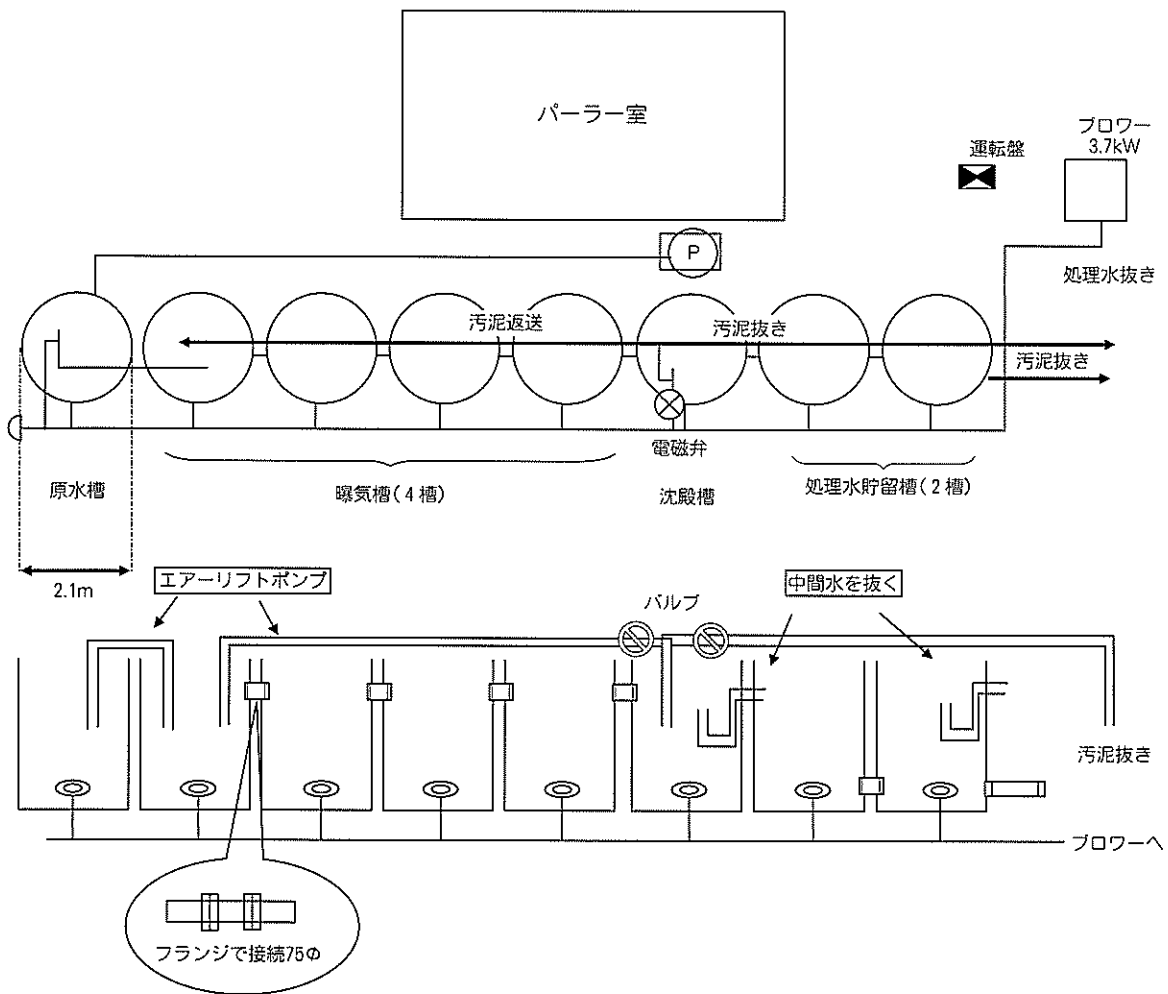 パーラー室
ブロワー
3.7kW
運転盤
P
処理水抜き
汚泥返送
汚泥抜き
汚泥抜き
電磁弁
原水槽
曝気槽(4槽)
沈殿槽
処理水貯留槽(2槽)
2.1m
エアーリフトポンプ
バルブ
中間水を抜く
汚泥抜き
ブロワーへ
フランジで接続75Φ